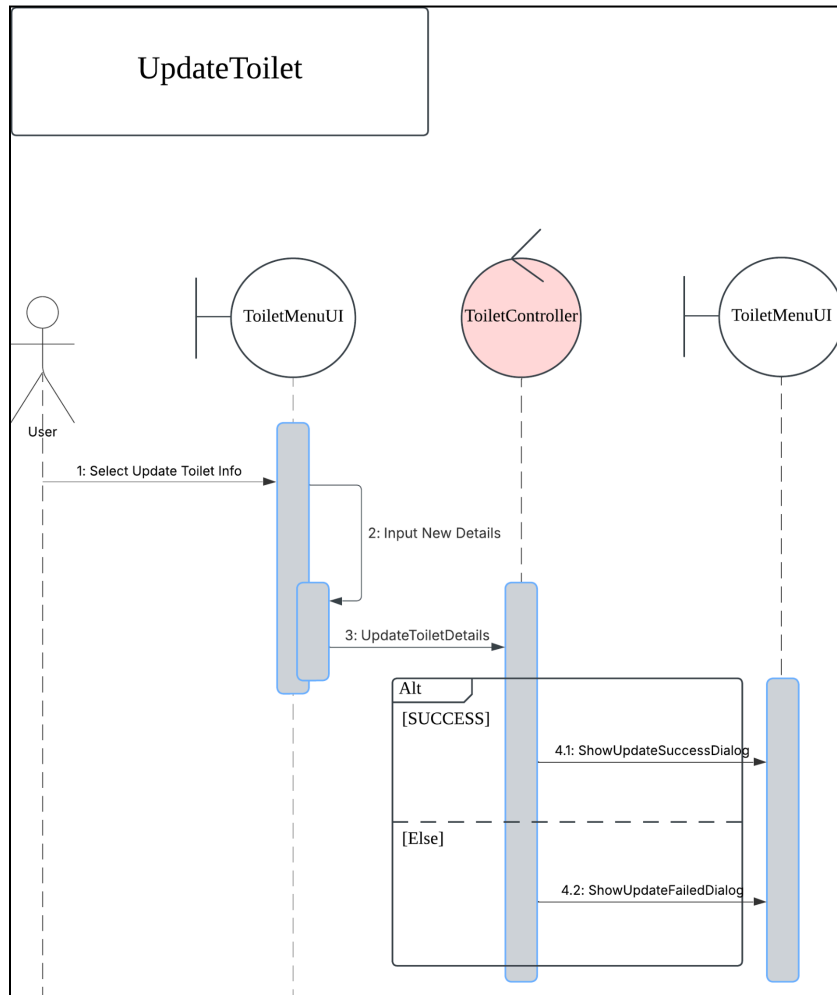 UpdateToilet
ToiletMenuUI
ToiletController
ToiletMenuUI
User
1: Select Update Toilet Info
2: Input New Details
3: UpdateToiletDetails
Alt
[SUCCESS]
4.1: ShowUpdateSuccessDialog
[Else]
4.2: ShowUpdateFailedDialog